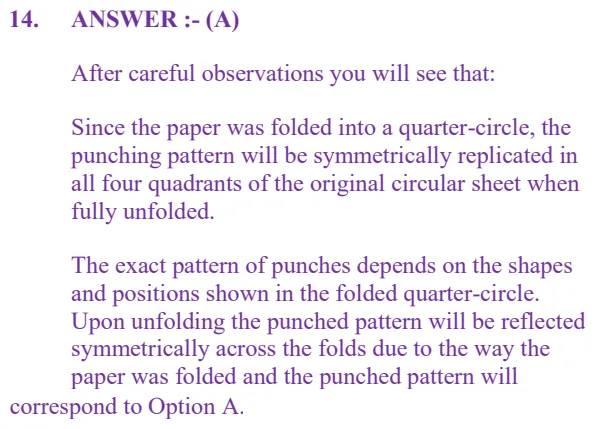 14. ANSWER :- (A)
After careful observations you will see that:
Since the paper was folded into a quarter-circle, the
punching pattern will be symmetrically replicated in
all four quadrants of the original circular sheet when
fully unfolded.
The exact pattern of punches depends on the shapes
and positions shown in the folded quarter-circle.
Upon unfolding the punched pattern will be reflected
symmetrically across the folds due to the way the
paper was folded and the punched pattern will
correspond to Option A.